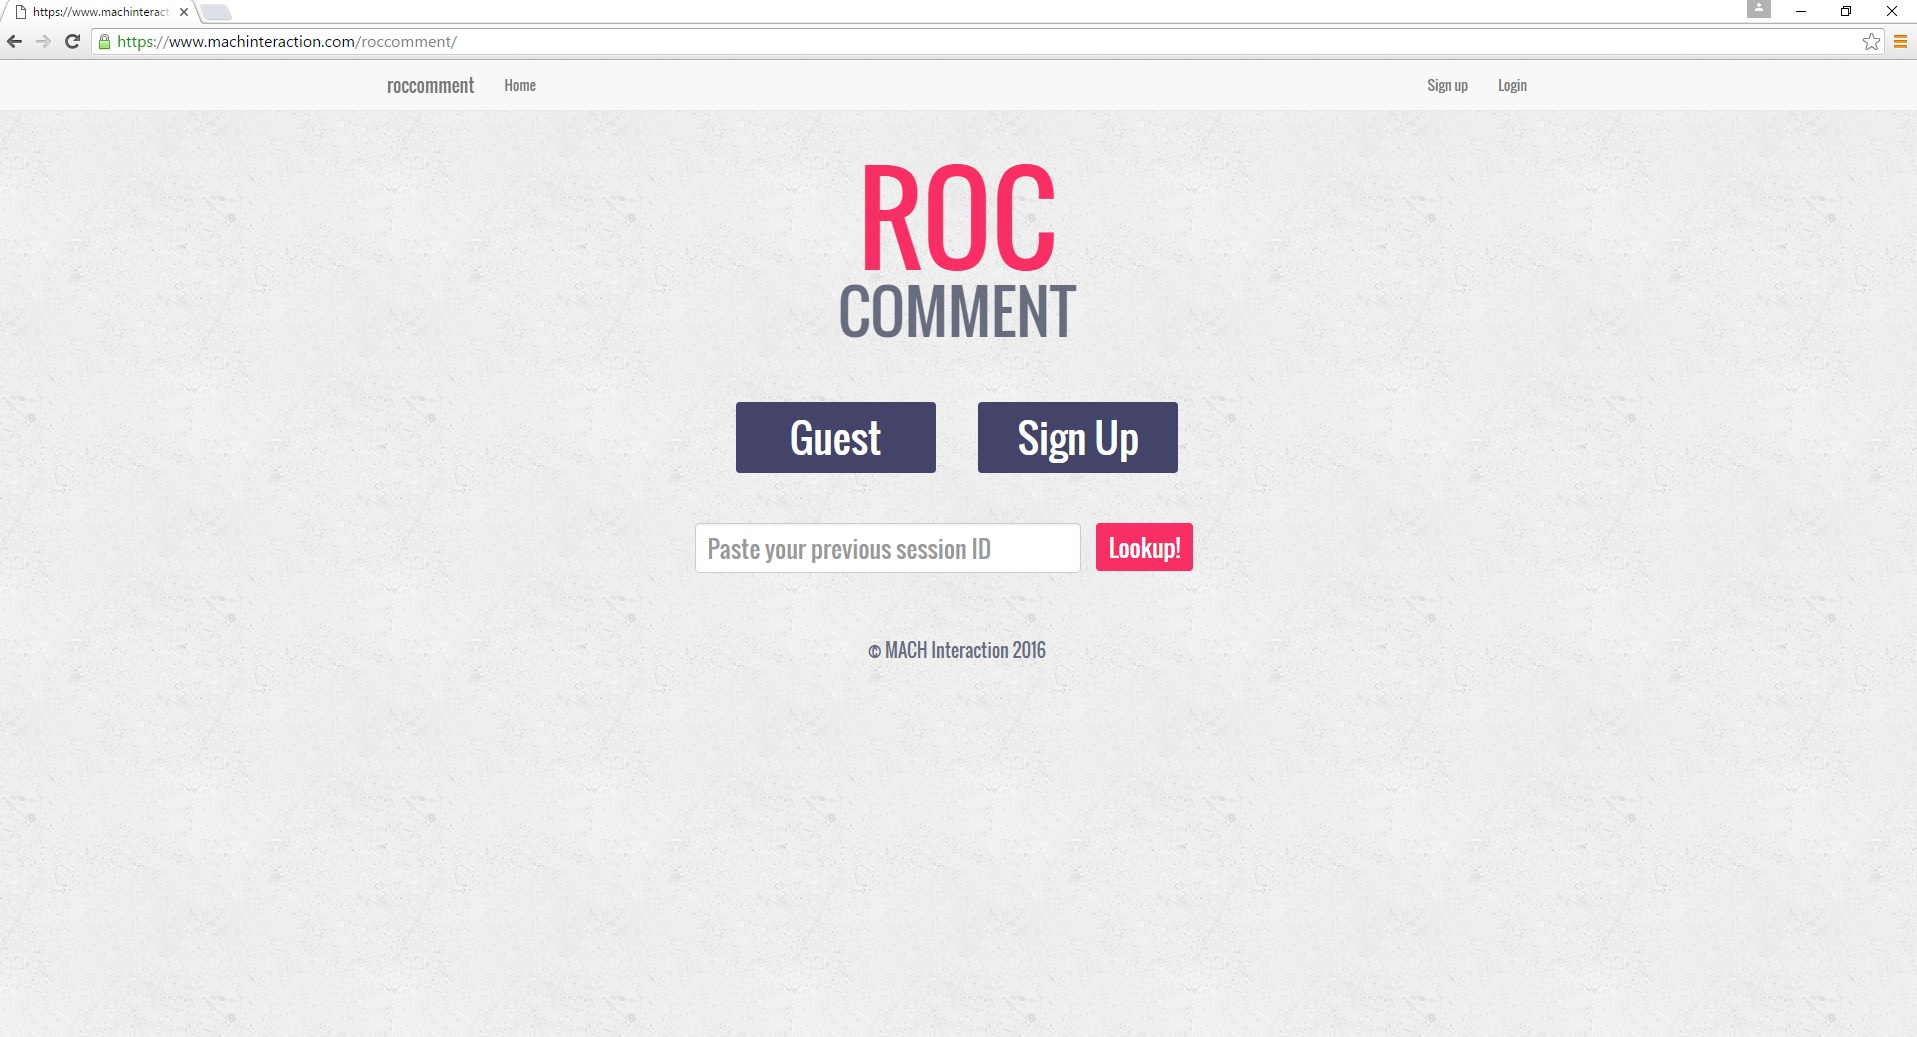 https://www.machinteract
https://www.machinteraction.com/roccomment/
roccomment Home Sign up Login
ROC
COMMENT
Guest Sign Up
Paste your previous session ID Lookup!
© MACH Interaction 2016